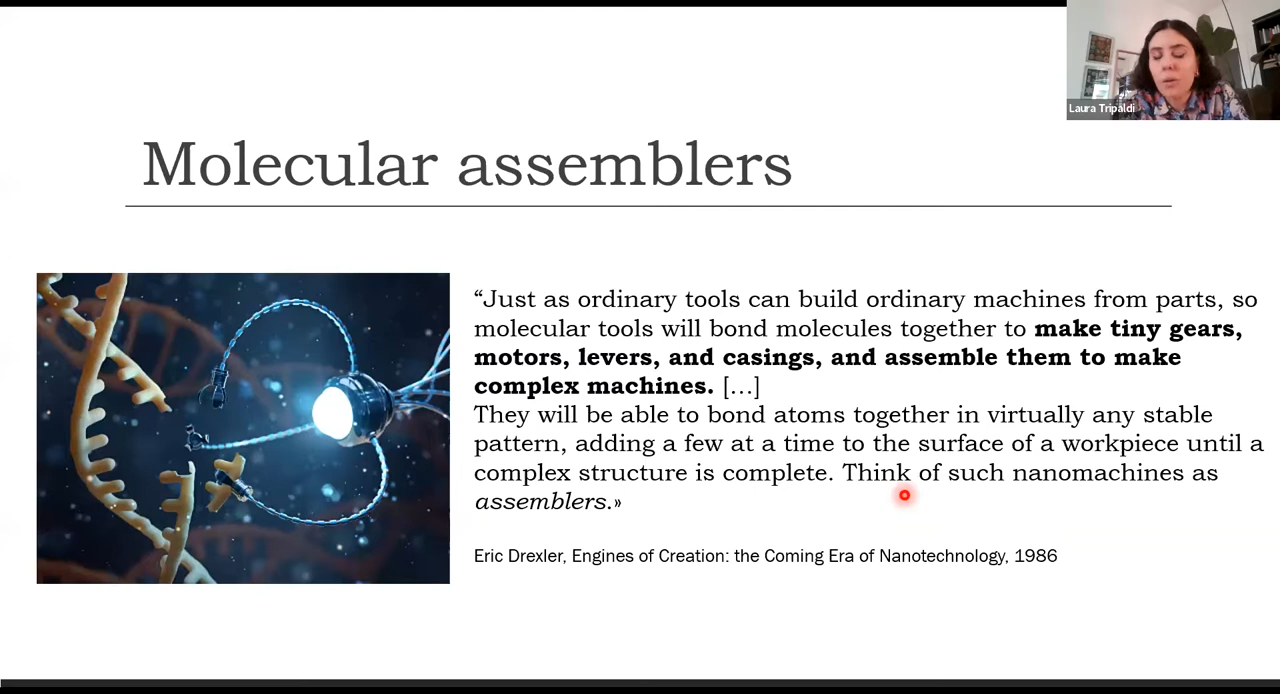 Laura Tripaldi
Molecular assemblers
“Just as ordinary tools can build ordinary machines from parts, so
molecular tools will bond molecules together to make tiny gears,
motors, levers, and casings, and assemble them to make
complex machines. […]
They will be able to bond atoms together in virtually any stable
pattern, adding a few at a time to the surface of a workpiece until a
complex structure is complete. Think of such nanomachines as
assemblers.»
Eric Drexler, Engines of Creation: the Coming Era of Nanotechnology, 1986